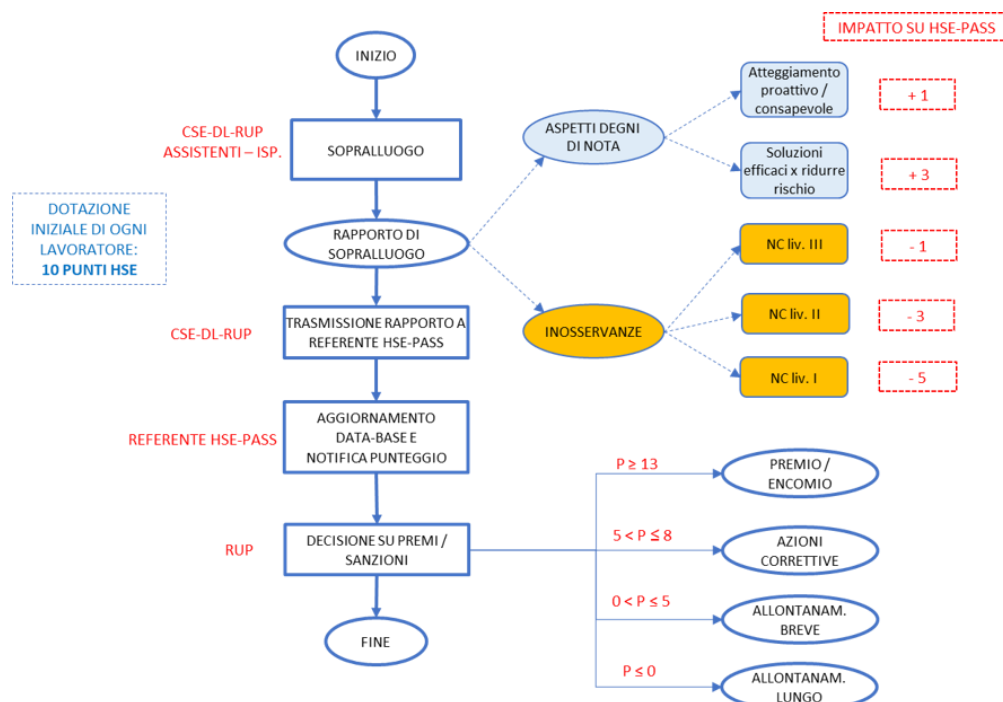 IMPATTO SU HSE-PASS
INIZIO
Atteggiamento
proattivo /
consapevole
+ 1
CSE-DL-RUP
ASSISTENTI – ISP.
SOPRALLUOGO
ASPETTI DEGNI
DI NOTA
Soluzioni
efficaci x ridurre
rischio
+ 3
DOTAZIONE
INIZIALE DI OGNI
LAVORATORE:
10 PUNTI HSE
RAPPORTO DI
SOPRALLUOGO
NC liv. III
- 1
CSE-DL-RUP
TRASMISSIONE RAPPORTO A
REFERENTE HSE-PASS
INOSSERVANZE
NC liv. II
- 3
NC liv. I
- 5
REFERENTE HSE-PASS
AGGIORNAMENTO
DATA-BASE E
NOTIFICA PUNTEGGIO
P ≥ 13
PREMIO /
ENCOMIO
RUP
DECISIONE SU PREMI /
SANZIONI
5 < P ≤ 8
AZIONI
CORRETTIVE
0 < P ≤ 5
ALLONTANAM.
BREVE
FINE
P ≤ 0
ALLONTANAM.
LUNGO